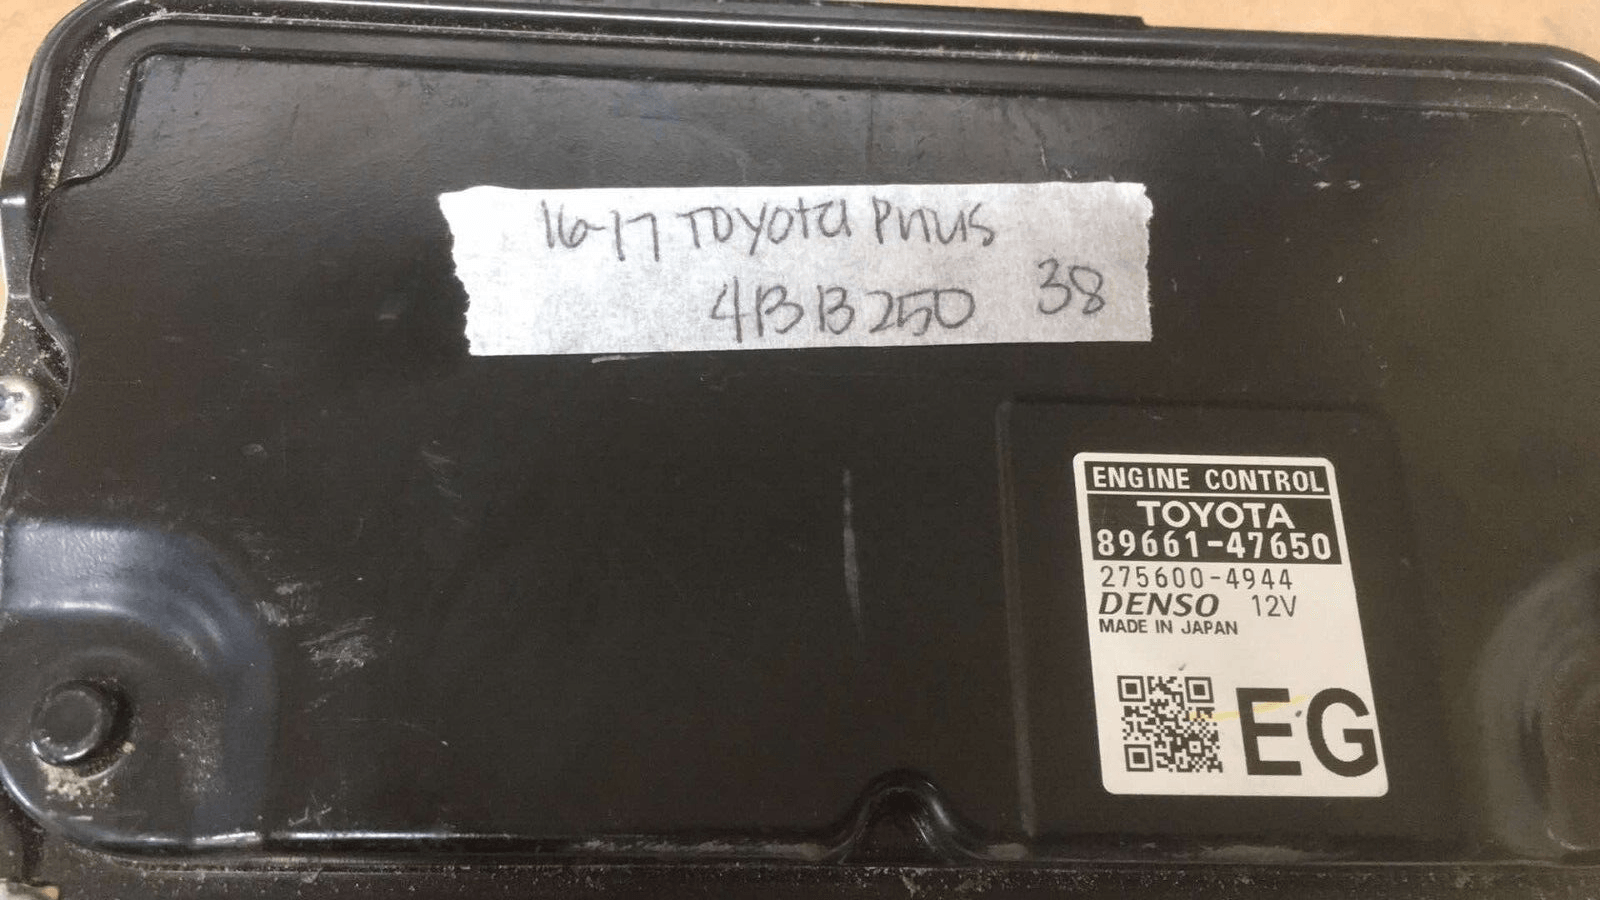 16-17 TOYOTA PRIUS
4BB250 38
ENGINE CONTROL
TOYOTA
89661-47650
275600-4944
DENSO 12V
MADE IN JAPAN
EG